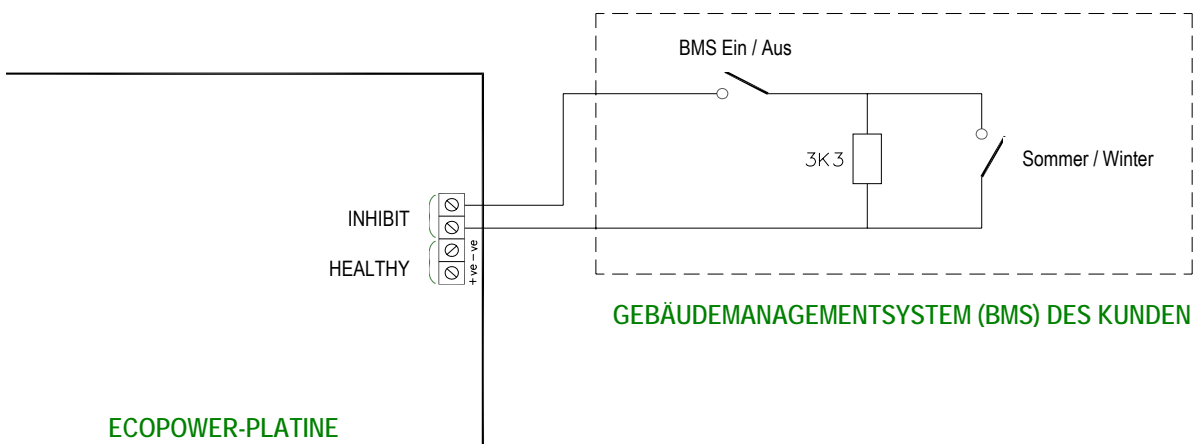 BMS Ein / Aus
3K3
Sommer / Winter
INHIBIT
HEALTHY
+ ve – ve
GEBÄUDEMANAGEMENTSYSTEM (BMS) DES KUNDEN
ECOPOWER-PLATINE